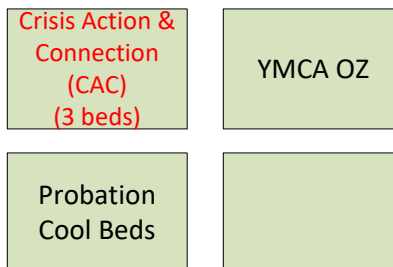 Crisis Action &
Connection
(CAC)
(3 beds)
YMCA OZ
Probation
Cool Beds